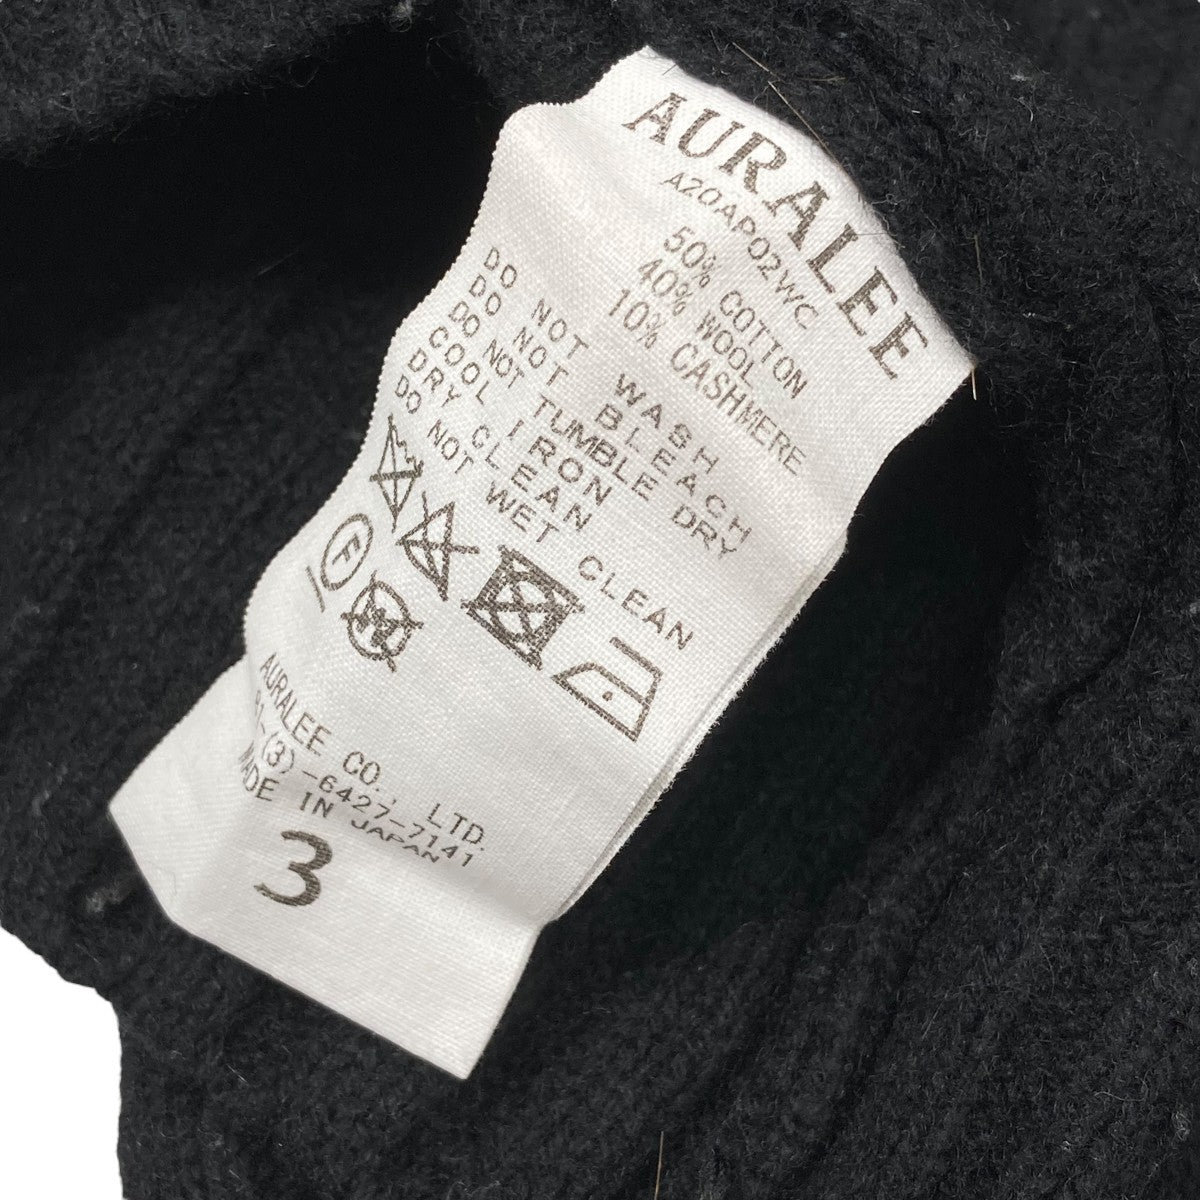 AURALEE
A20AP02WC
50% COTTON
40% WOOL
10% CASHMERE
DO NOT WASH
DO NOT BLEACH
DO NOT TUMBLE DRY
COOL IRON
DRY CLEAN
DO NOT WET CLEAN
F
AURALEE CO., LTD.
(3)-6427-7141
MADE IN JAPAN
3